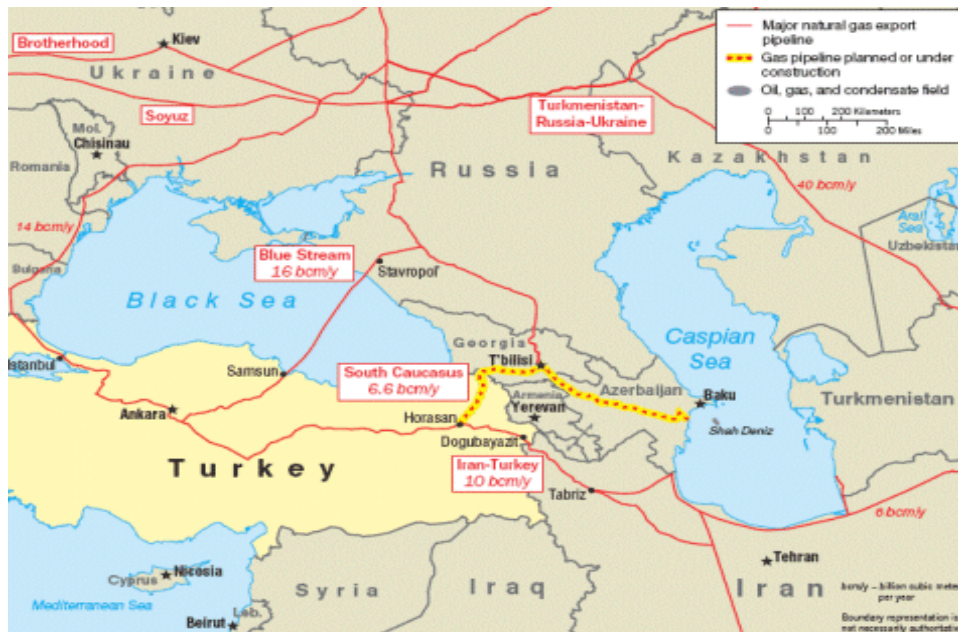 Major natural gas export
pipeline
Gas pipeline planned or under
construction
Oil, gas, and condensate field
0 100 200 Kilometers
0 100 200 Miles
Brotherhood
Kiev
Ukraine
Soyuz
Turkmenistan-
Russia-Ukraine
Mol.
Chisinau
Romania
Russia
Kazakhstan
40 bcm/y
Aral
Sea
Uzbekistan
14 bcm/y
Bulgaria
Blue Stream
16 bcm/y
Stavropol'
Black Sea
Caspian
Sea
Georgia
T'bilisi
Istanbul
Samsun
South Caucasus
6.6 bcm/y
Azerbaijan
Baku
Armenia
Yerevan
Turkmenistan
Ankara
Horasan
Shah Deniz
Dogubayazit
Turkey
Iran-Turkey
10 bcm/y
Tabriz
6 bcm/y
Tehran
Cyprus
Nicosia
Syria
Iraq
Iran
bcm/y – billion cubic mete
per year
Mediterranean Sea
Leb.
Beirut
Boundary representation is
not necessarily authoritativ